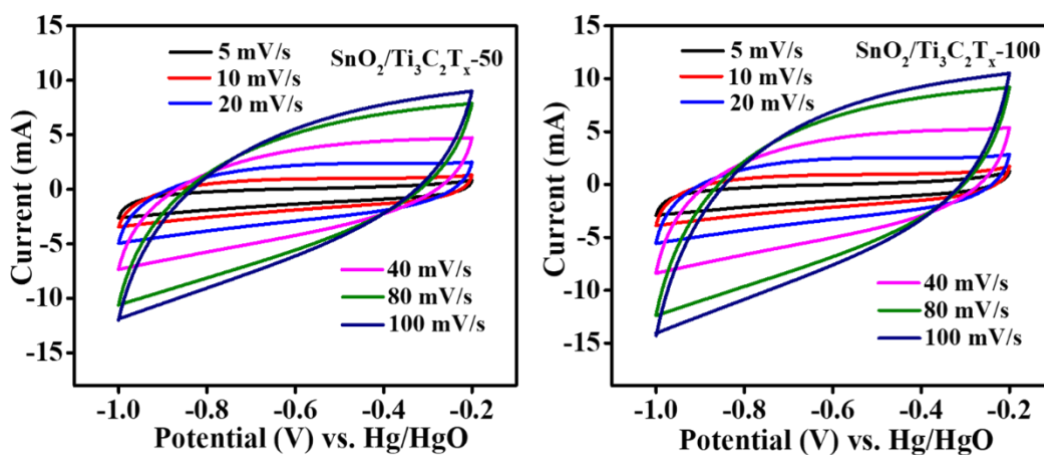 5 mV/s
10 mV/s
20 mV/s
SnO₂/Ti₃C₂Tₓ-50
15
10
5
0
-5
-10
-15
Current (mA)
40 mV/s
80 mV/s
100 mV/s
-1.0 -0.8 -0.6 -0.4 -0.2
Potential (V) vs. Hg/HgO
5 mV/s
10 mV/s
20 mV/s
SnO₂/Ti₃C₂Tₓ-100
15
10
5
0
-5
-10
-15
Current (mA)
40 mV/s
80 mV/s
100 mV/s
-1.0 -0.8 -0.6 -0.4 -0.2
Potential (V) vs. Hg/HgO